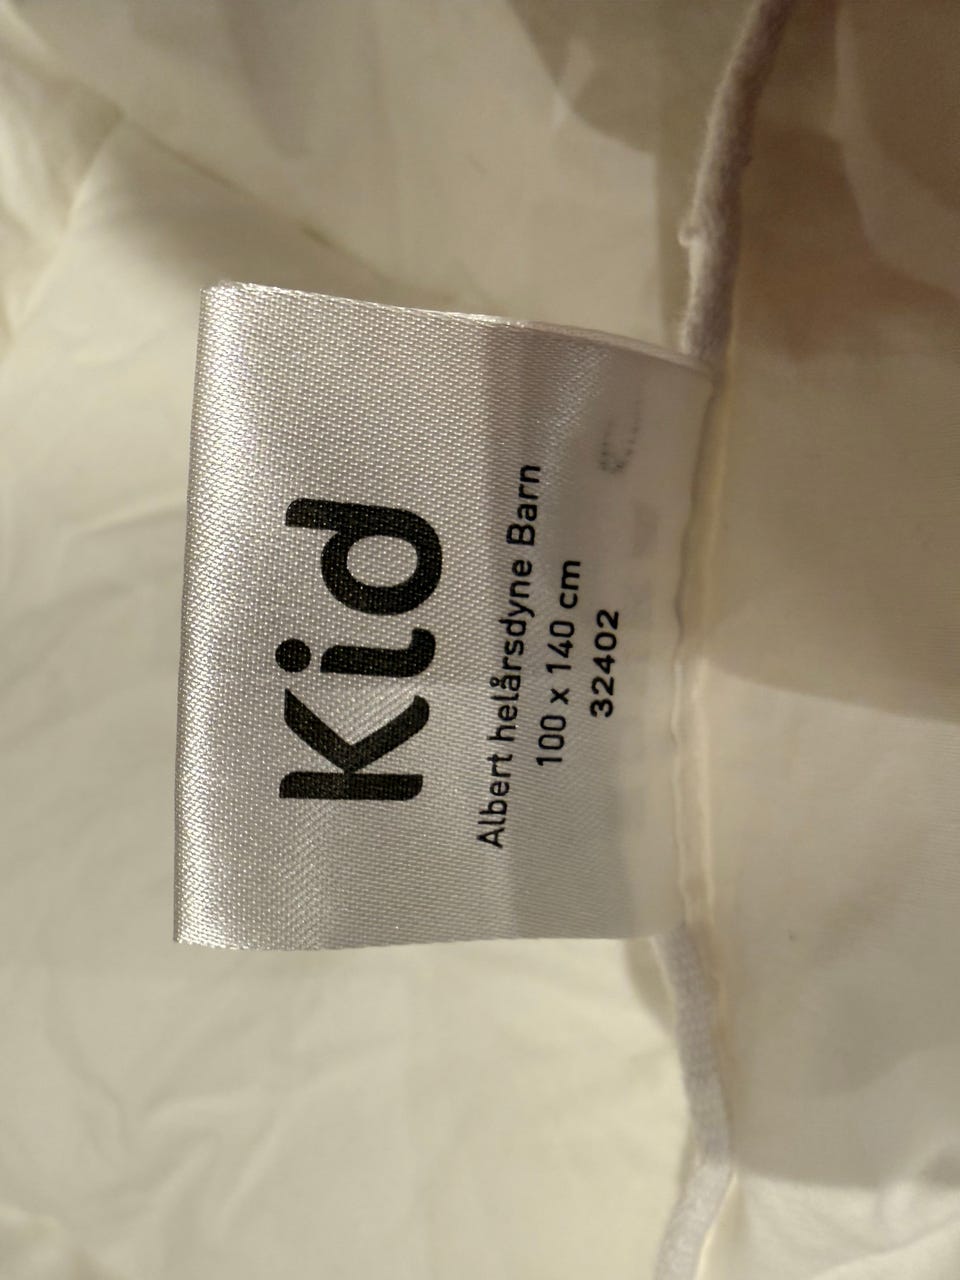 Kid
Albert helårsdyne Barn
100 x 140 cm
32402